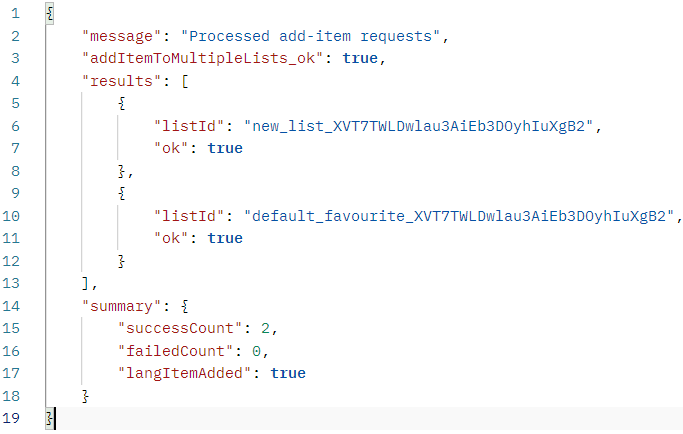 1 {
2 "message": "Processed add-item requests",
3 "addItemToMultipleLists_ok": true,
4 "results": [
5 {
6 "listId": "new_list_XVT7TWLDwlau3AiEb3DOyhIuXgB2",
7 "ok": true
8 },
9 {
10 "listId": "default_favourite_XVT7TWLDwlau3AiEb3DOyhIuXgB2",
11 "ok": true
12 }
13 ],
14 "summary": {
15 "successCount": 2,
16 "failedCount": 0,
17 "langItemAdded": true
18 }
19 }